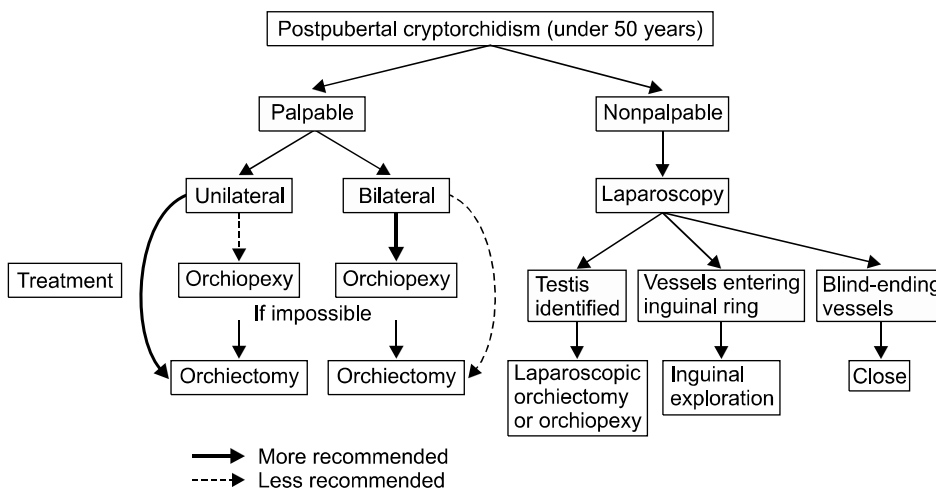 Postpubertal cryptorchidism (under 50 years)
Palpable
Nonpalpable
Unilateral
Bilateral
Laparoscopy
Treatment
Orchiopexy
Orchiopexy
If impossible
Orchiectomy
Orchiectomy
Testis
identified
Vessels entering
inguinal ring
Blind-ending
vessels
Laparoscopic
orchiectomy
or orchiopexy
Inguinal
exploration
Close
More recommended
Less recommended